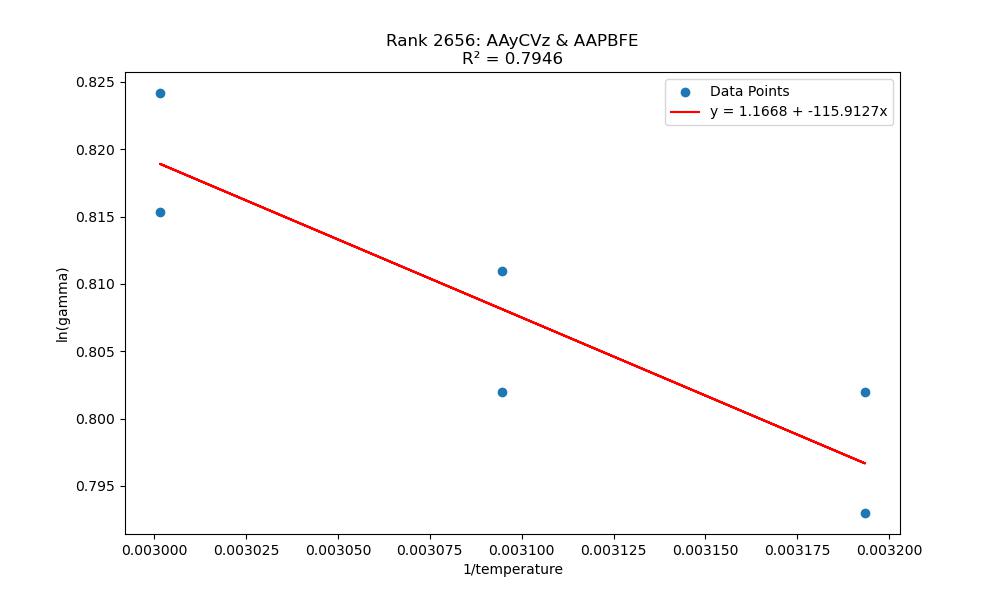 Rank 2656: AAyCVz & AAPBFE
R² = 0.7946
Data Points
y = 1.1668 + -115.9127x
0.825
0.820
0.815
0.810
0.805
0.800
0.795
ln(gamma)
0.003000 0.003025 0.003050 0.003075 0.003100 0.003125 0.003150 0.003175 0.003200
1/temperature